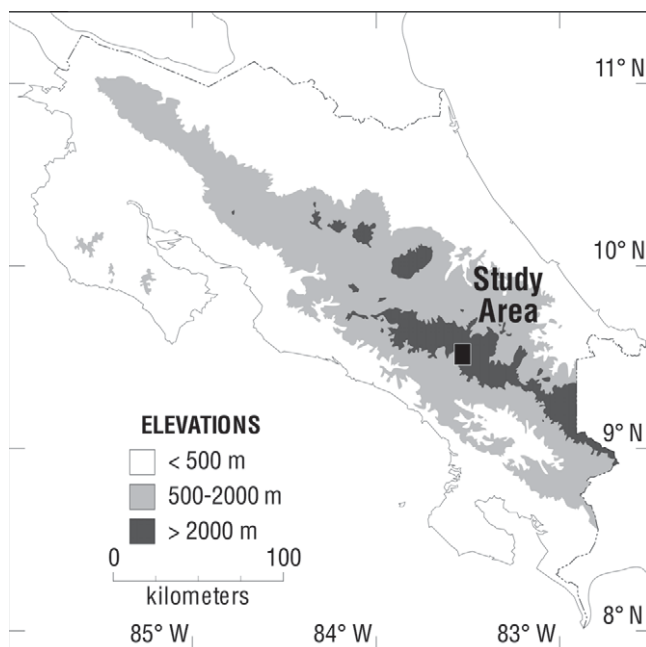 11° N
10° N
Study
Area
9° N
ELEVATIONS
< 500 m
500-2000 m
> 2000 m
0 100
kilometers
8° N
85° W 84° W 83° W